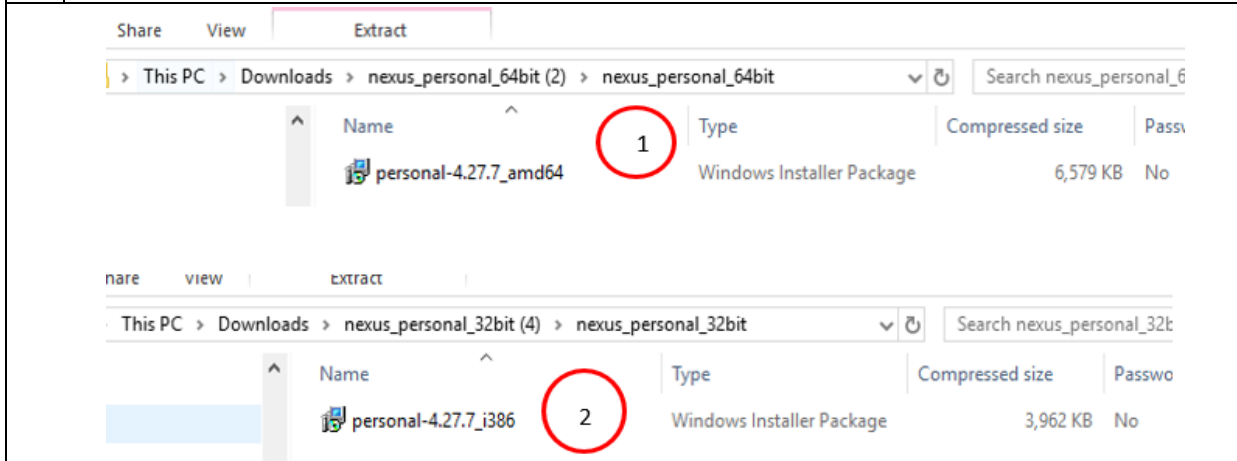 Share View Extract
> This PC > Downloads > nexus_personal_64bit (2) > nexus_personal_64bit Search nexus_personal_6
Name 1 Type Compressed size Passw
personal-4.27.7_amd64 Windows Installer Package 6,579 KB No
hare View Extract
This PC > Downloads > nexus_personal_32bit (4) > nexus_personal_32bit Search nexus_personal_32b
Name Type Compressed size Passwo
personal-4.27.7_i386 2 Windows Installer Package 3,962 KB No